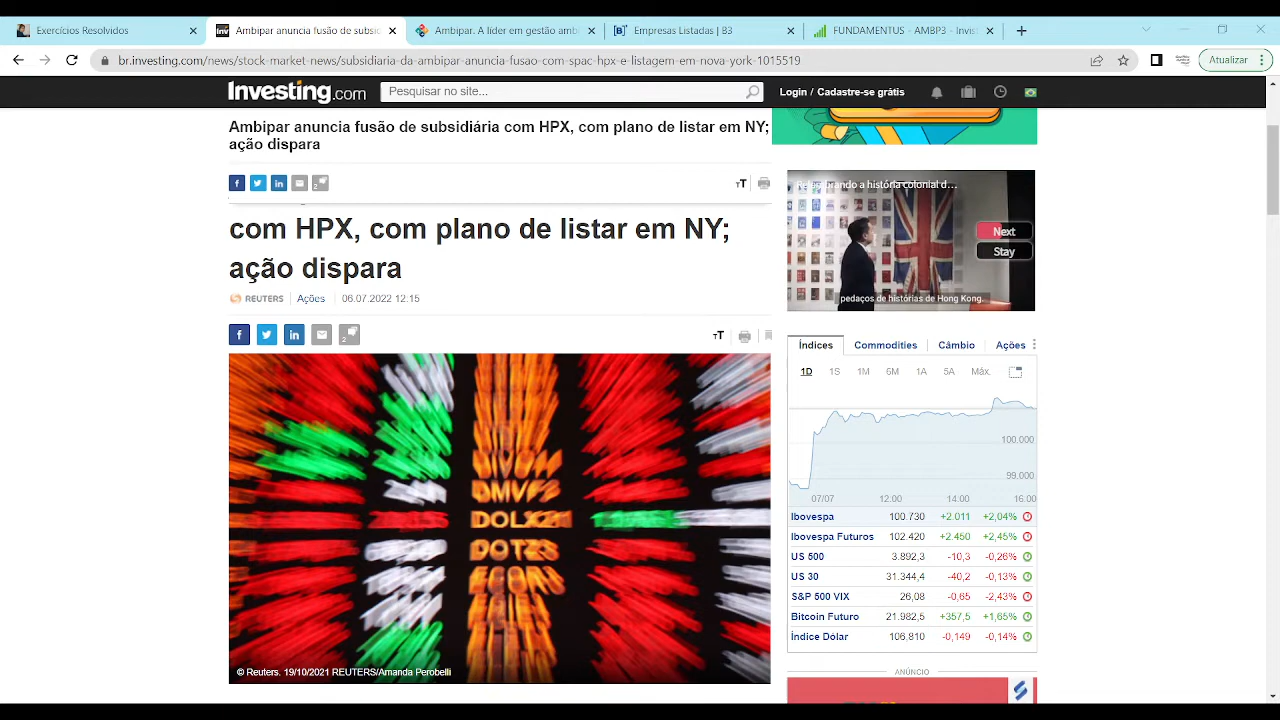 Exercícios Resolvidos
Ambipar anuncia fusão de subsid
Ambipar. A líder em gestão amb
Empresas Listadas | B3
FUNDAMENTUS - AMBP3 - Invis
br.investing.com/news/stock-market-news/subsidiaria-da-ambipar-anuncia-fusao-com-spac-hpx-e-listagem-em-nova-york-1015519
Atualizar
Investing.com
Pesquisar no site...
Login / Cadastre-se grátis
Ambipar anuncia fusão de subsidiária com HPX, com plano de listar em NY;
ação dispara
2
TT
com HPX, com plano de listar em NY;
ação dispara
REUTERS
Ações
06.07.2022 12:15
2
TT
DMVF3
DOTZ3
© Reuters. 19/10/2021 REUTERS/Amanda Perobelli
Next
Stay
pedaços de histórias de Hong Kong.
Índices Commodities Câmbio Ações
1D 1S 1M 6M 1A 5A Máx.
100.000
99.000
07/07 12:00 14:00 16:00
Ibovespa 100.730 +2.011 +2,04%
Ibovespa Futuros 102.420 +2.450 +2,45%
US 500 3.892,3 -10,3 -0,26%
US 30 31.344,4 -40,2 -0,13%
S&P 500 VIX 26,08 -0,65 -2,43%
Bitcoin Futuro 21.982,5 +357,5 +1,65%
Índice Dólar 106,810 -0,149 -0,14%
ANÚNCIO